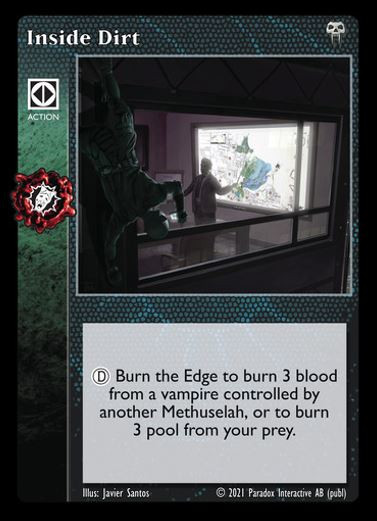 Inside Dirt
ACTION
Ⓓ Burn the Edge to burn 3 blood
from a vampire controlled by
another Methuselah, or to burn
3 pool from your prey.
Illus: Javier Santos © 2021 Paradox Interactive AB (publ)